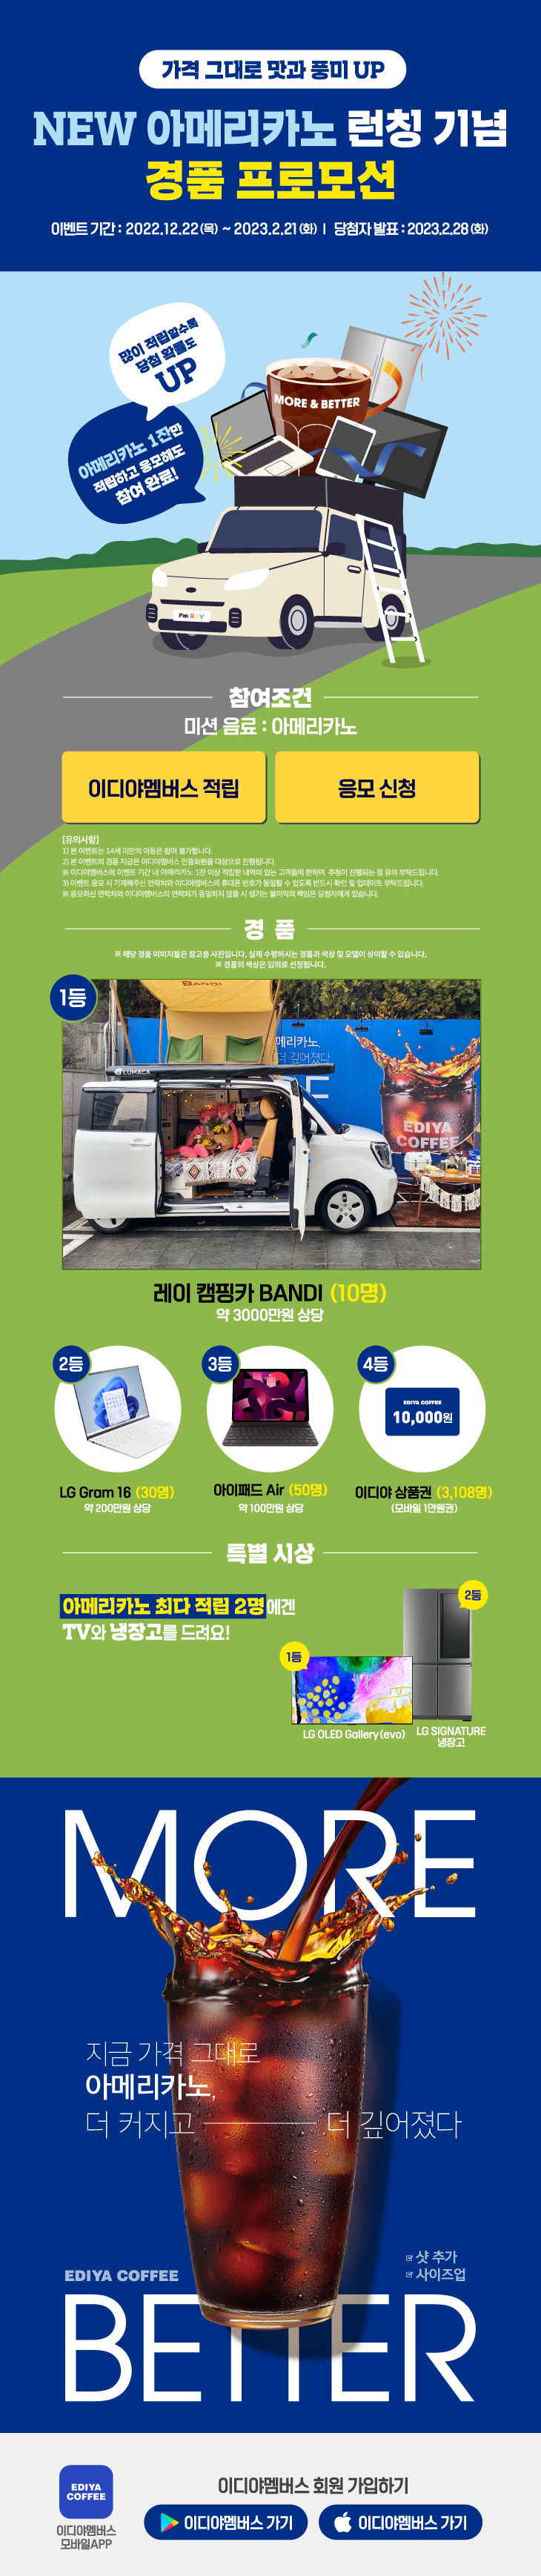 가격 그대로 맛과 풍미 UP
NEW 아메리카노 런칭 기념
경품 프로모션
이벤트 기간 : 2022.12.22(목) ~ 2023.2.21(화) | 당첨자 발표 : 2023.2.28(화)
많이 적립할수록
당첨 확률도
UP
아메리카노 1잔만
적립하고 응모해도
참여 완료!
MORE & BETTER
I'm RAY
참여조건
미션 음료 : 아메리카노
이디야멤버스 적립
응모 신청
[유의사항]
1) 본 이벤트는 14세 미만의 아동은 참여 불가합니다.
2) 본 이벤트의 경품 지급은 이디야멤버스 인증회원을 대상으로 진행됩니다.
※ 이디야멤버스에 이벤트 기간 내 아메리카노 1잔 이상 적립한 내역이 있는 고객들에 한하여 추첨이 진행되는 점 유의 부탁드립니다.
3) 이벤트 응모 시 기재해주신 연락처와 이디야멤버스의 휴대폰 번호가 동일할 수 있도록 반드시 확인 및 업데이트 부탁드립니다.
※ 응모하신 연락처와 이디야멤버스의 연락처가 동일하지 않을 시 생기는 불이익의 책임은 당첨자에게 있습니다.
경 품
※ 해당 경품 이미지들은 참고용 사진입니다. 실제 수령하시는 경품과 색상 및 모델이 상이할 수 있습니다.
※ 경품의 색상은 임의로 선정됩니다.
1등
BANDI
메리카노,
더 깊어졌다
LUMACA
E
EDIYA
COFFEE
레이 캠핑카 BANDI (10명)
약 3000만원 상당
2등
3등
4등
EDIYA COFFEE
10,000원
LG Gram 16 (30명)
약 200만원 상당
아이패드 Air (50명)
약 100만원 상당
이디야 상품권 (3,108명)
(모바일 1만원권)
특별 시상
아메리카노 최다 적립 2명에겐
TV와 냉장고를 드려요!
2등
1등
LG OLED Gallery(evo)
LG SIGNATURE
냉장고
MORE
지금 가격 그대로
아메리카노,
더 커지고 더 깊어졌다
샷 추가
사이즈업
EDIYA COFFEE
BETTER
EDIYA
COFFEE
이디야멤버스
모바일APP
이디야멤버스 회원 가입하기
이디야멤버스 가기
이디야멤버스 가기